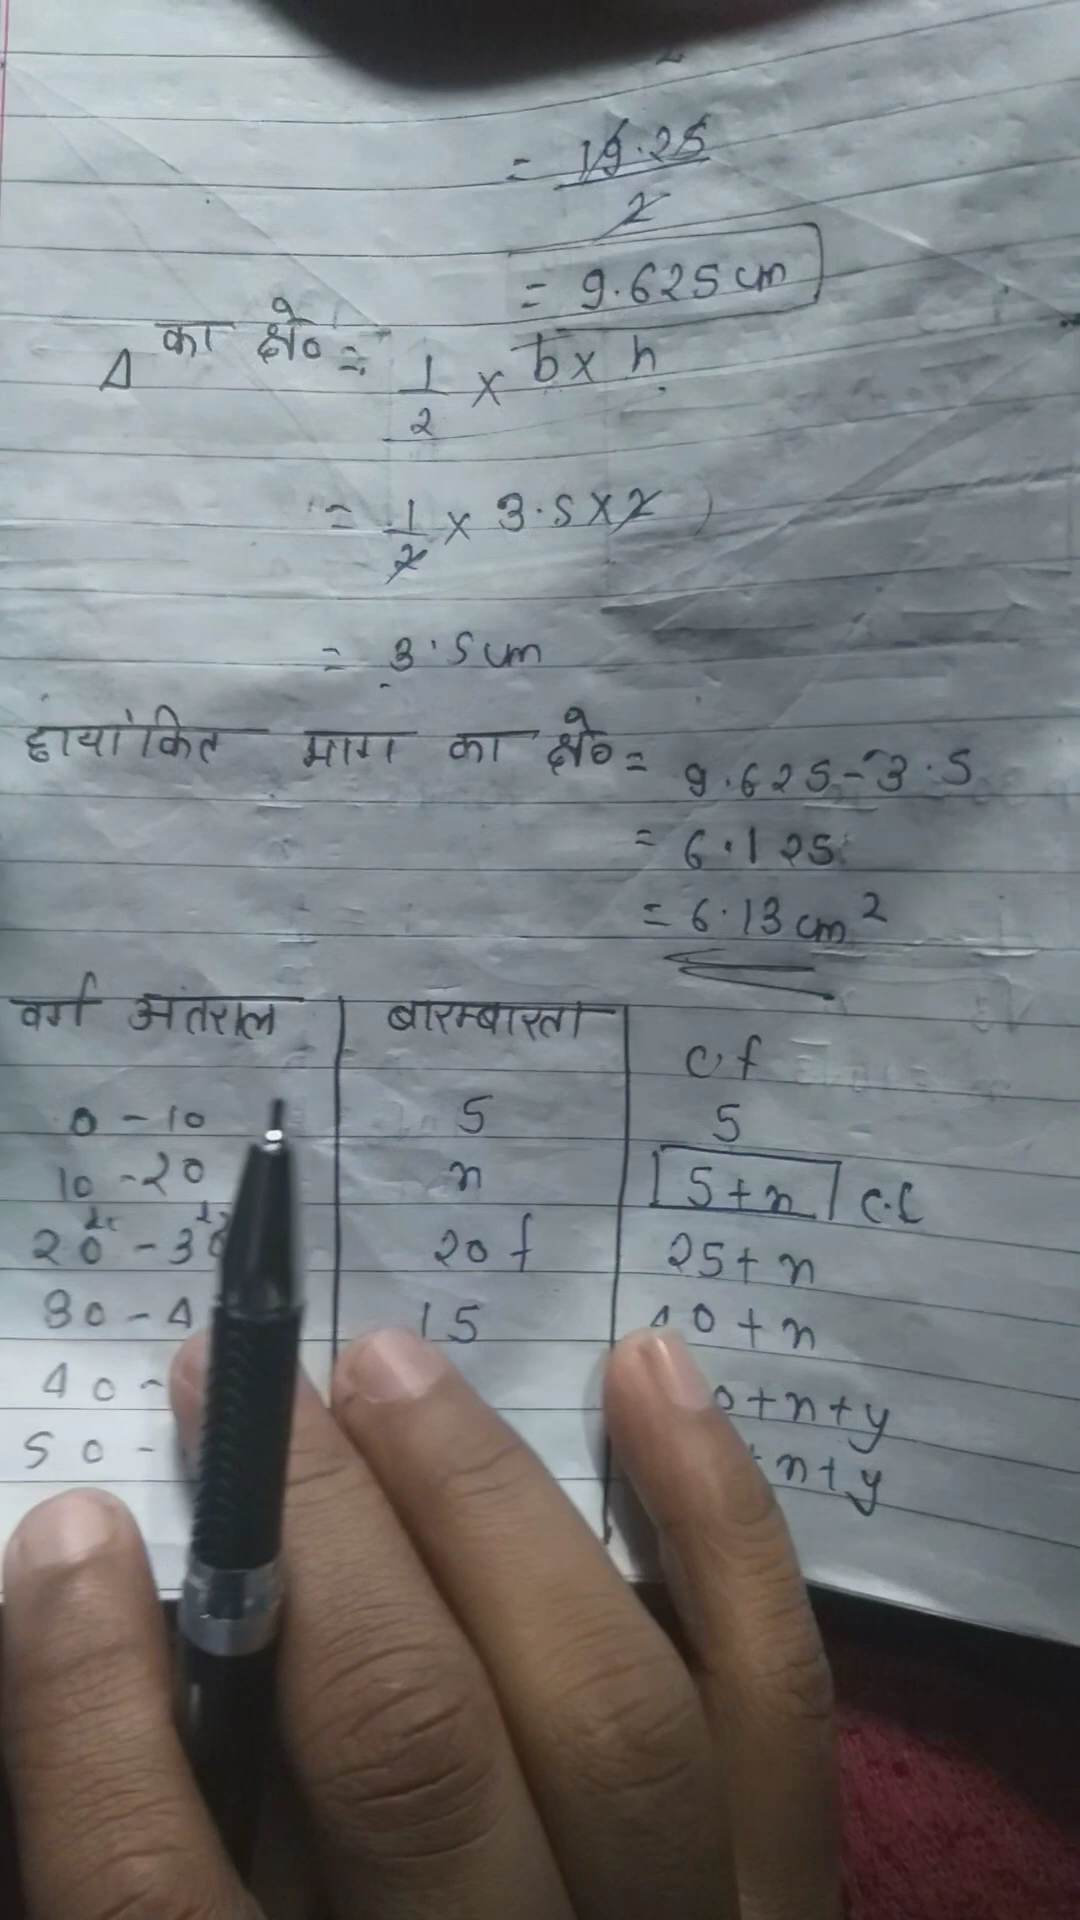 = 19.25
2
= 9.625 cm
Δ का क्षे० = 1/2 × b × h
= 1/2 × 3.5 × 2
= 3.5 cm
छायांकित भाग का क्षे० = 9.625 - 3.5
= 6.125
= 6.13 cm²
वर्ग अंतराल बारम्बारता c.f
0 - 10 5 5
10 - 20 x 5 + x c.f
20 - 30 20 f 25 + x
30 - 4 15 40 + x
40 - 0 + x + y
50 - + x + y